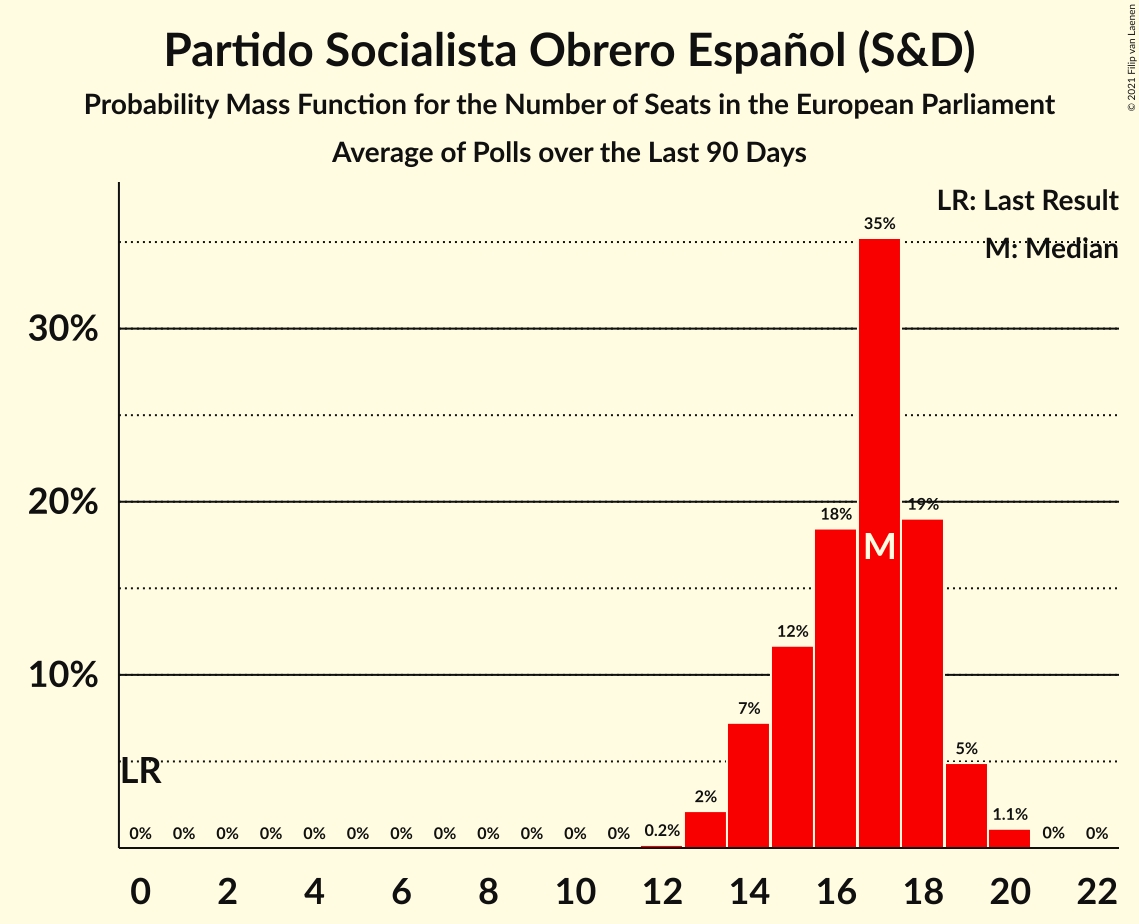 Partido Socialista Obrero Español (S&D)
Probability Mass Function for the Number of Seats in the European Parliament
Average of Polls over the Last 90 Days
© 2021 Filip van Laenen
LR: Last Result
M: Median
35%
30%
20%
19%
18%
M
12%
10%
7%
LR
5%
2%
1.1%
0% 0% 0% 0% 0% 0% 0% 0% 0% 0% 0% 0% 0.2% 0% 0%
0 2 4 6 8 10 12 14 16 18 20 22